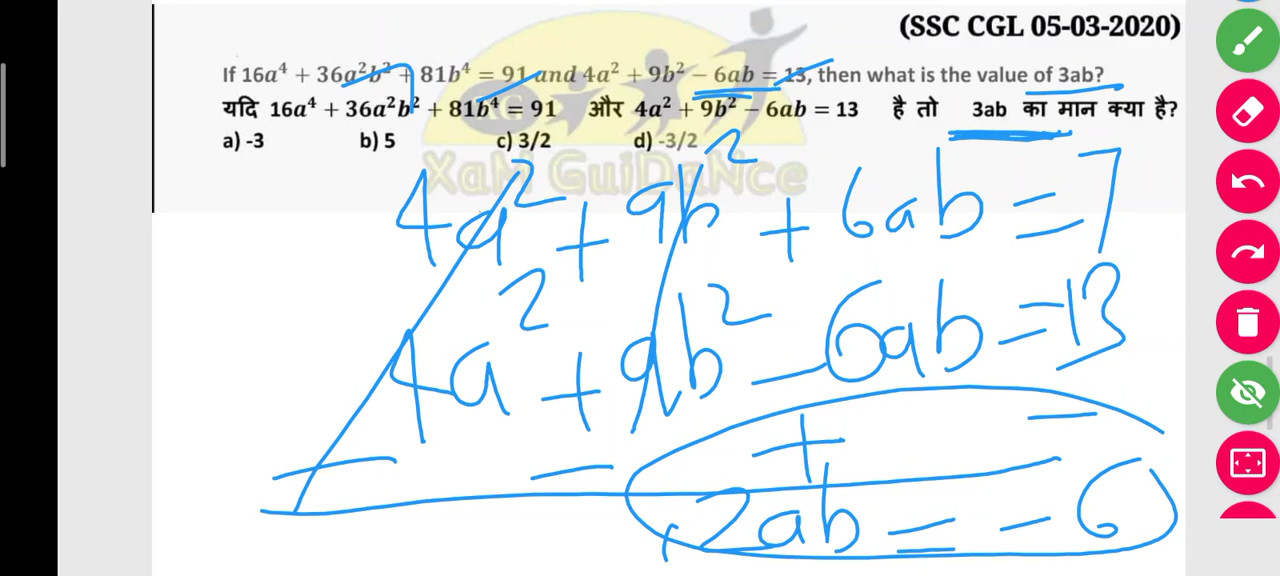 (SSC CGL 05-03-2020)
If 16a⁴ + 36a²b² + 81b⁴ = 91 and 4a² + 9b² − 6ab = 13, then what is the value of 3ab?
यदि 16a⁴ + 36a²b² + 81b⁴ = 91 और 4a² + 9b² − 6ab = 13 है तो 3ab का मान क्या है?
a) -3 b) 5 c) 3/2 d) -3/2
XaM GuiDaNce
4a² + 9b² + 6ab = 7
4a² + 9b² − 6ab = 13
− − + −
12ab = − 6